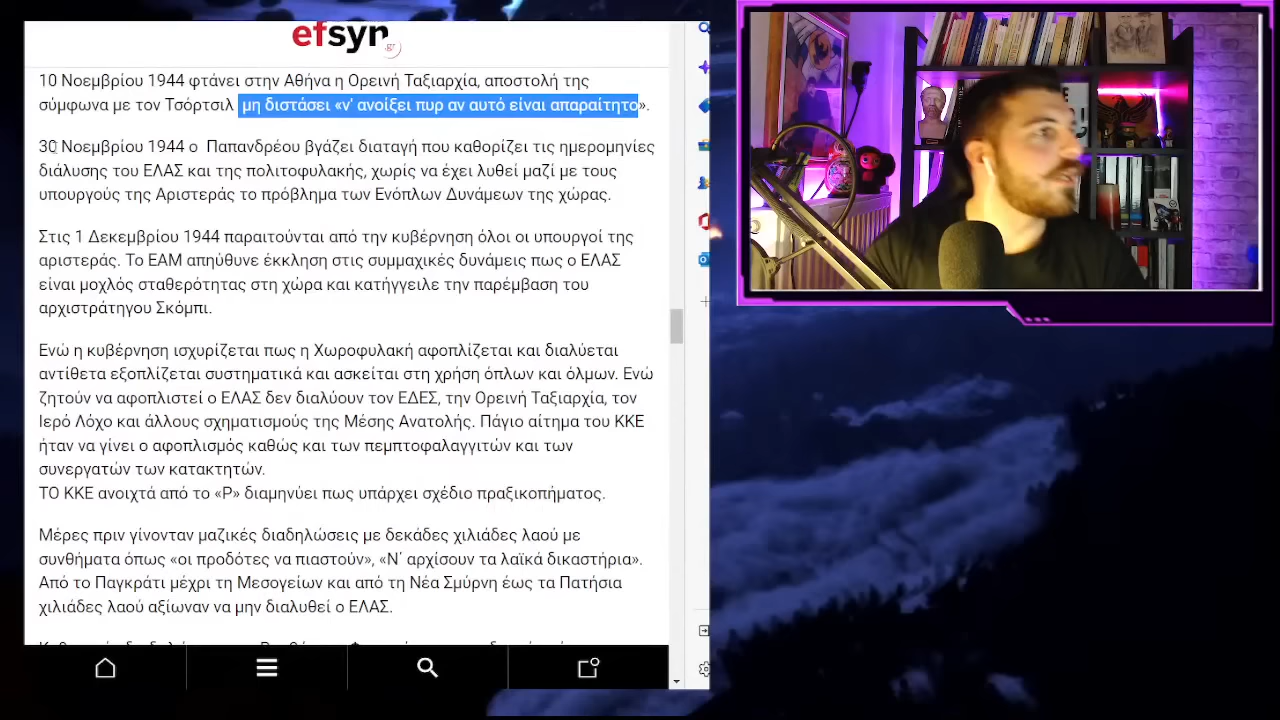 efsyn.gr
10 Νοεμβρίου 1944 φτάνει στην Αθήνα η Ορεινή Ταξιαρχία, αποστολή της
σύμφωνα με τον Τσόρτσιλ μη διστάσει «ν' ανοίξει πυρ αν αυτό είναι απαραίτητο».
30 Νοεμβρίου 1944 ο Παπανδρέου βγάζει διαταγή που καθορίζει τις ημερομηνίες
διάλυσης του ΕΛΑΣ και της πολιτοφυλακής, χωρίς να έχει λυθεί μαζί με τους
υπουργούς της Αριστεράς το πρόβλημα των Ενόπλων Δυνάμεων της χώρας.
Στις 1 Δεκεμβρίου 1944 παραιτούνται από την κυβέρνηση όλοι οι υπουργοί της
αριστεράς. Το ΕΑΜ απηύθυνε έκκληση στις συμμαχικές δυνάμεις πως ο ΕΛΑΣ
είναι μοχλός σταθερότητας στη χώρα και κατήγγειλε την παρέμβαση του
αρχιστράτηγου Σκόμπι.
Ενώ η κυβέρνηση ισχυρίζεται πως η Χωροφυλακή αφοπλίζεται και διαλύεται
αντίθετα εξοπλίζεται συστηματικά και ασκείται στη χρήση όπλων και όλμων. Ενώ
ζητούν να αφοπλιστεί ο ΕΛΑΣ δεν διαλύουν τον ΕΔΕΣ, την Ορεινή Ταξιαρχία, τον
Ιερό Λόχο και άλλους σχηματισμούς της Μέσης Ανατολής. Πάγιο αίτημα του ΚΚΕ
ήταν να γίνει ο αφοπλισμός καθώς και των πεμπτοφαλαγγιτών και των
συνεργατών των κατακτητών.
ΤΟ ΚΚΕ ανοιχτά από το «Ρ» διαμηνύει πως υπάρχει σχέδιο πραξικοπήματος.
Μέρες πριν γίνονταν μαζικές διαδηλώσεις με δεκάδες χιλιάδες λαού με
συνθήματα όπως «οι προδότες να πιαστούν», «Ν΄ αρχίσουν τα λαϊκά δικαστήρια».
Από το Παγκράτι μέχρι τη Μεσογείων και από τη Νέα Σμύρνη έως τα Πατήσια
χιλιάδες λαού αξίωναν να μην διαλυθεί ο ΕΛΑΣ.